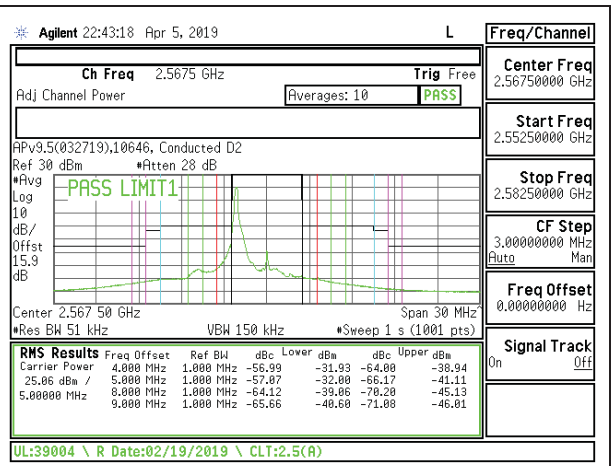 Agilent 22:43:18 Apr 5, 2019 L
Freq/Channel
Ch Freq 2.5675 GHz Trig Free
Adj Channel Power Averages: 10 PASS
Center Freq
2.56750000 GHz
Start Freq
2.55250000 GHz
Stop Freq
2.58250000 GHz
CF Step
3.00000000 MHz
Auto Man
Freq Offset
0.00000000 Hz
Signal Track
On Off
APv9.5(032719),10646, Conducted D2
Ref 30 dBm #Atten 28 dB
#Avg
Log
10
dB/
Offst
15.9
dB
PASS LIMIT1
Center 2.567 50 GHz Span 30 MHz^
#Res BW 51 kHz VBW 150 kHz #Sweep 1 s (1001 pts)
RMS Results Freq Offset Ref BW dBc Lower dBm dBc Upper dBm
Carrier Power 4.000 MHz 1.000 MHz -56.99 -31.93 -64.00 -38.94
25.06 dBm / 5.000 MHz 1.000 MHz -57.07 -32.00 -66.17 -41.11
5.00000 MHz 8.000 MHz 1.000 MHz -64.12 -39.06 -70.20 -45.13
9.000 MHz 1.000 MHz -65.66 -40.60 -71.08 -46.01
UL:39004 \ R Date:02/19/2019 \ CLT:2.5(A)